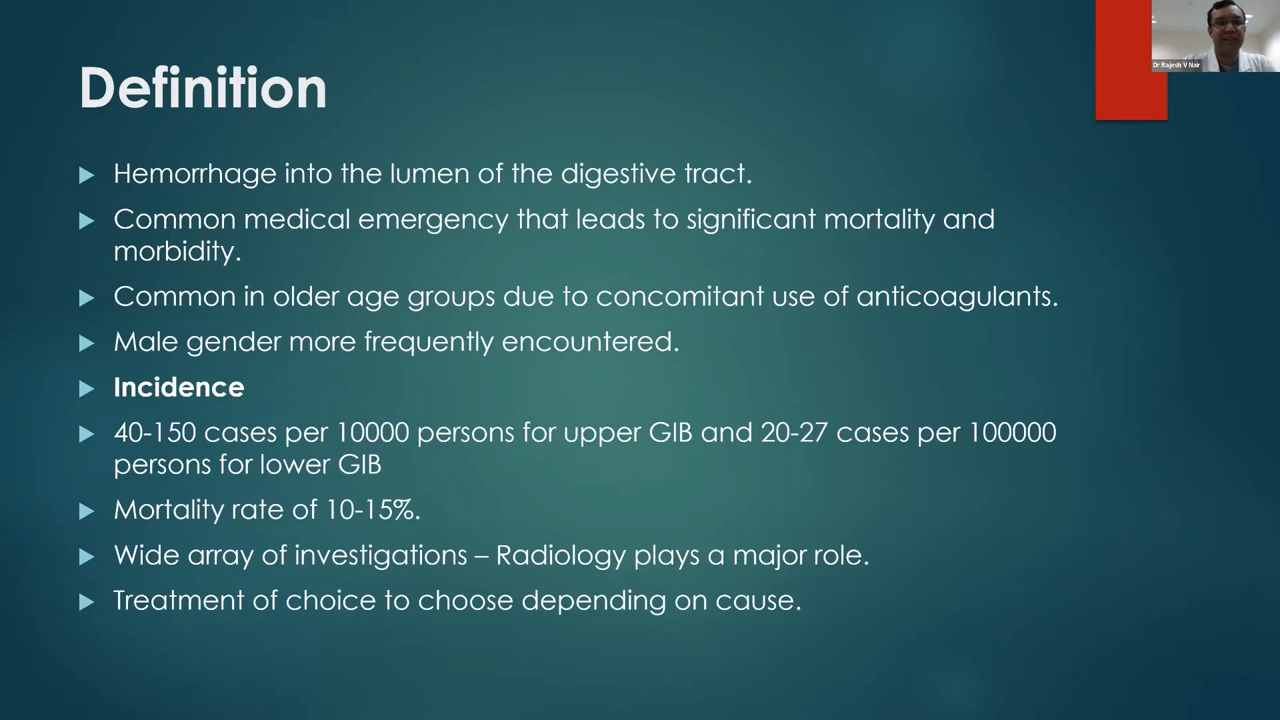 Definition
Dr Rajesh V Nair
Hemorrhage into the lumen of the digestive tract.
Common medical emergency that leads to significant mortality and
morbidity.
Common in older age groups due to concomitant use of anticoagulants.
Male gender more frequently encountered.
Incidence
40-150 cases per 10000 persons for upper GIB and 20-27 cases per 100000
persons for lower GIB
Mortality rate of 10-15%.
Wide array of investigations – Radiology plays a major role.
Treatment of choice to choose depending on cause.